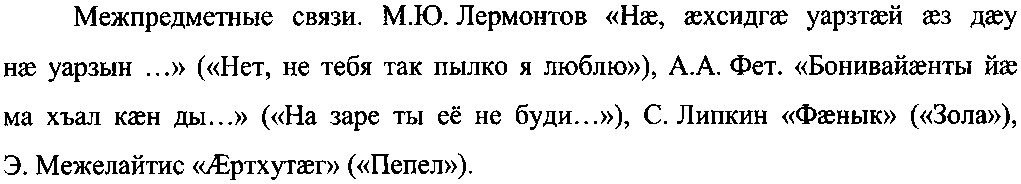 Межпредметные связи. М.Ю. Лермонтов «Нæ, æхсидгæ уарзтæй æз дæу
нæ уарзын ...» («Нет, не тебя так пылко я люблю»), А.А. Фет. «Бонивайæнты йæ
ма хъал кæн ды...» («На заре ты её не буди...»), С. Липкин «Фæнык» («Зола»),
Э. Межелайтис «Æртхутæг» («Пепел»).